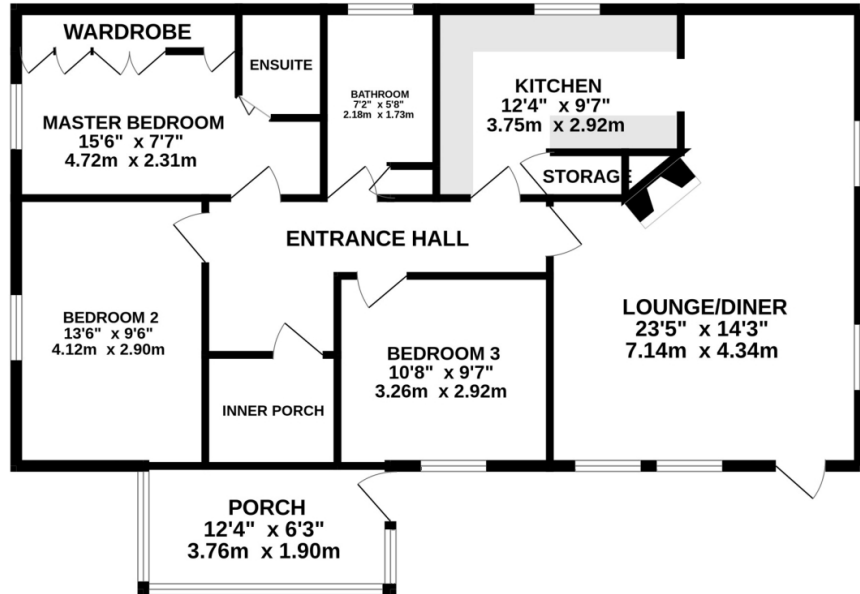 WARDROBE
ENSUITE
MASTER BEDROOM
15'6" x 7'7"
4.72m x 2.31m
BATHROOM
7'2" x 5'8"
2.18m x 1.73m
KITCHEN
12'4" x 9'7"
3.75m x 2.92m
STORAGE
ENTRANCE HALL
BEDROOM 2
13'6" x 9'6"
4.12m x 2.90m
LOUNGE/DINER
23'5" x 14'3"
7.14m x 4.34m
BEDROOM 3
10'8" x 9'7"
3.26m x 2.92m
INNER PORCH
PORCH
12'4" x 6'3"
3.76m x 1.90m